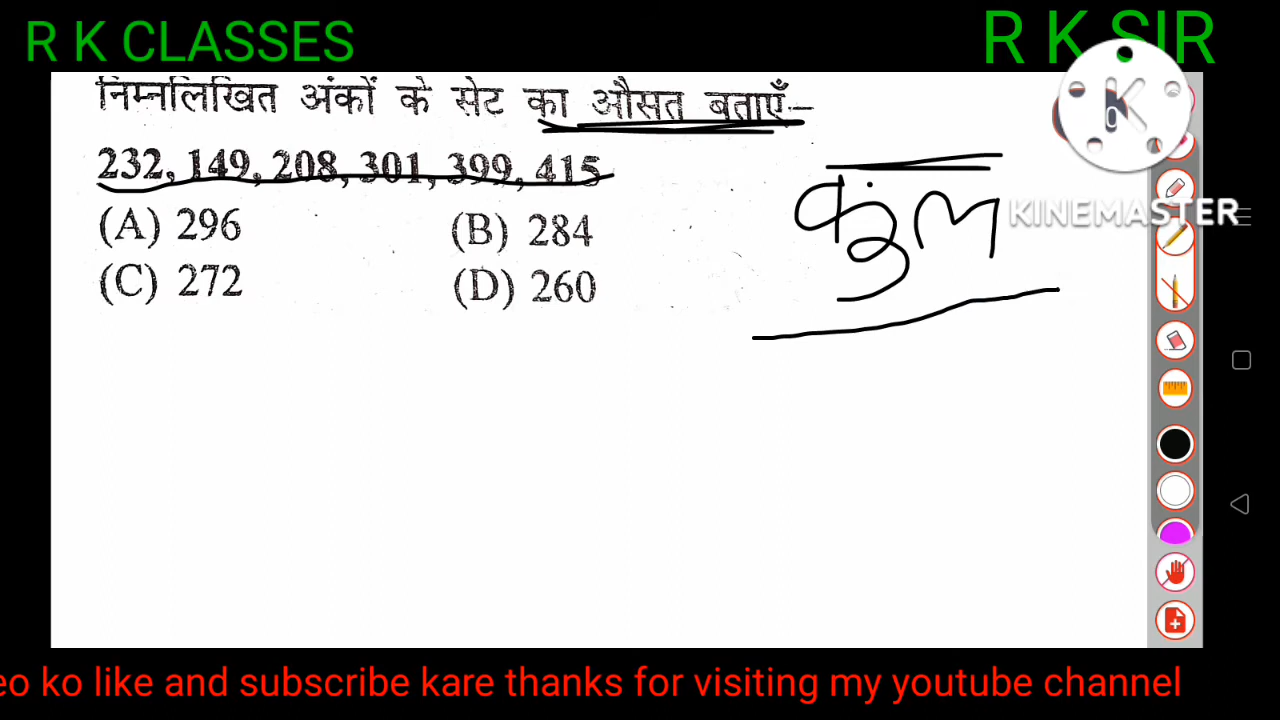 R K CLASSES
R K SIR
निम्नलिखित अंकों के सेट का औसत बताएँ–
232, 149, 208, 301, 399, 415
(A) 296
(B) 284
(C) 272
(D) 260
कुल
KINEMASTER
eo ko like and subscribe kare thanks for visiting my youtube channel